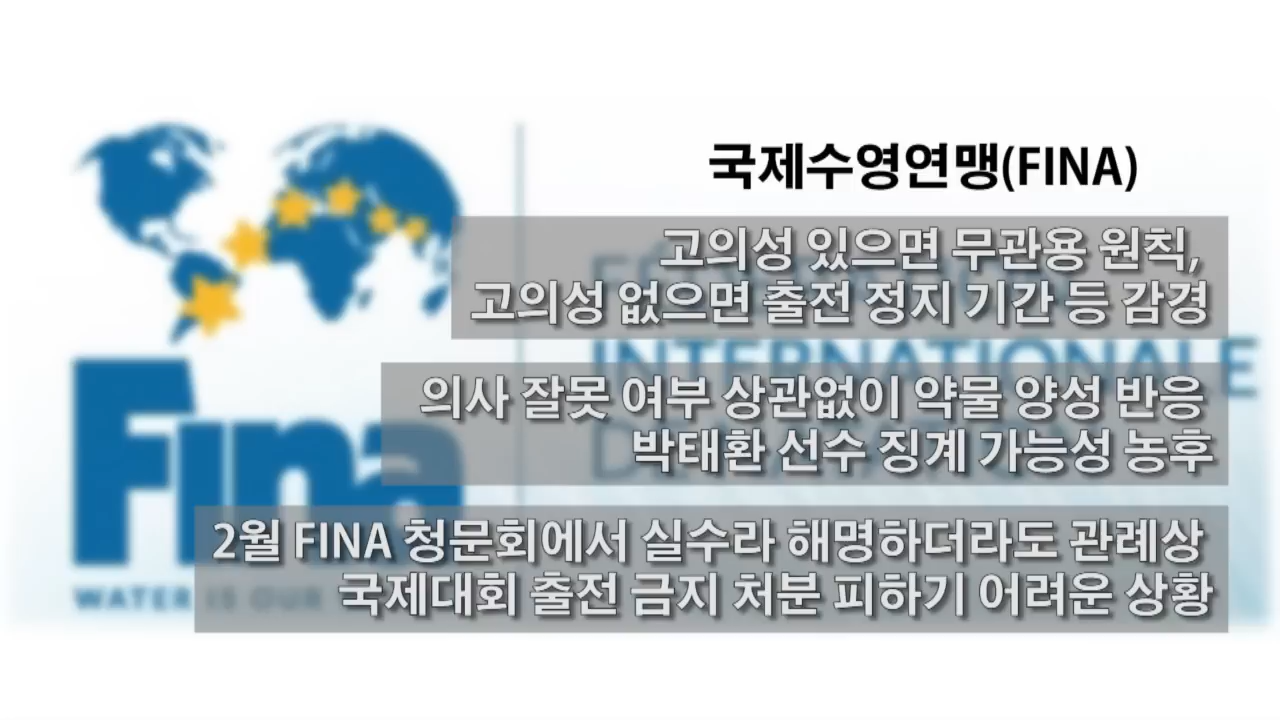 국제수영연맹(FINA)
고의성 있으면 무관용 원칙,
고의성 없으면 출전 정지 기간 등 감경
의사 잘못 여부 상관없이 약물 양성 반응
박태환 선수 징계 가능성 농후
2월 FINA 청문회에서 실수라 해명하더라도 관례상
국제대회 출전 금지 처분 피하기 어려운 상황
Fina
WATER IS OUR
INTERNATIONALE